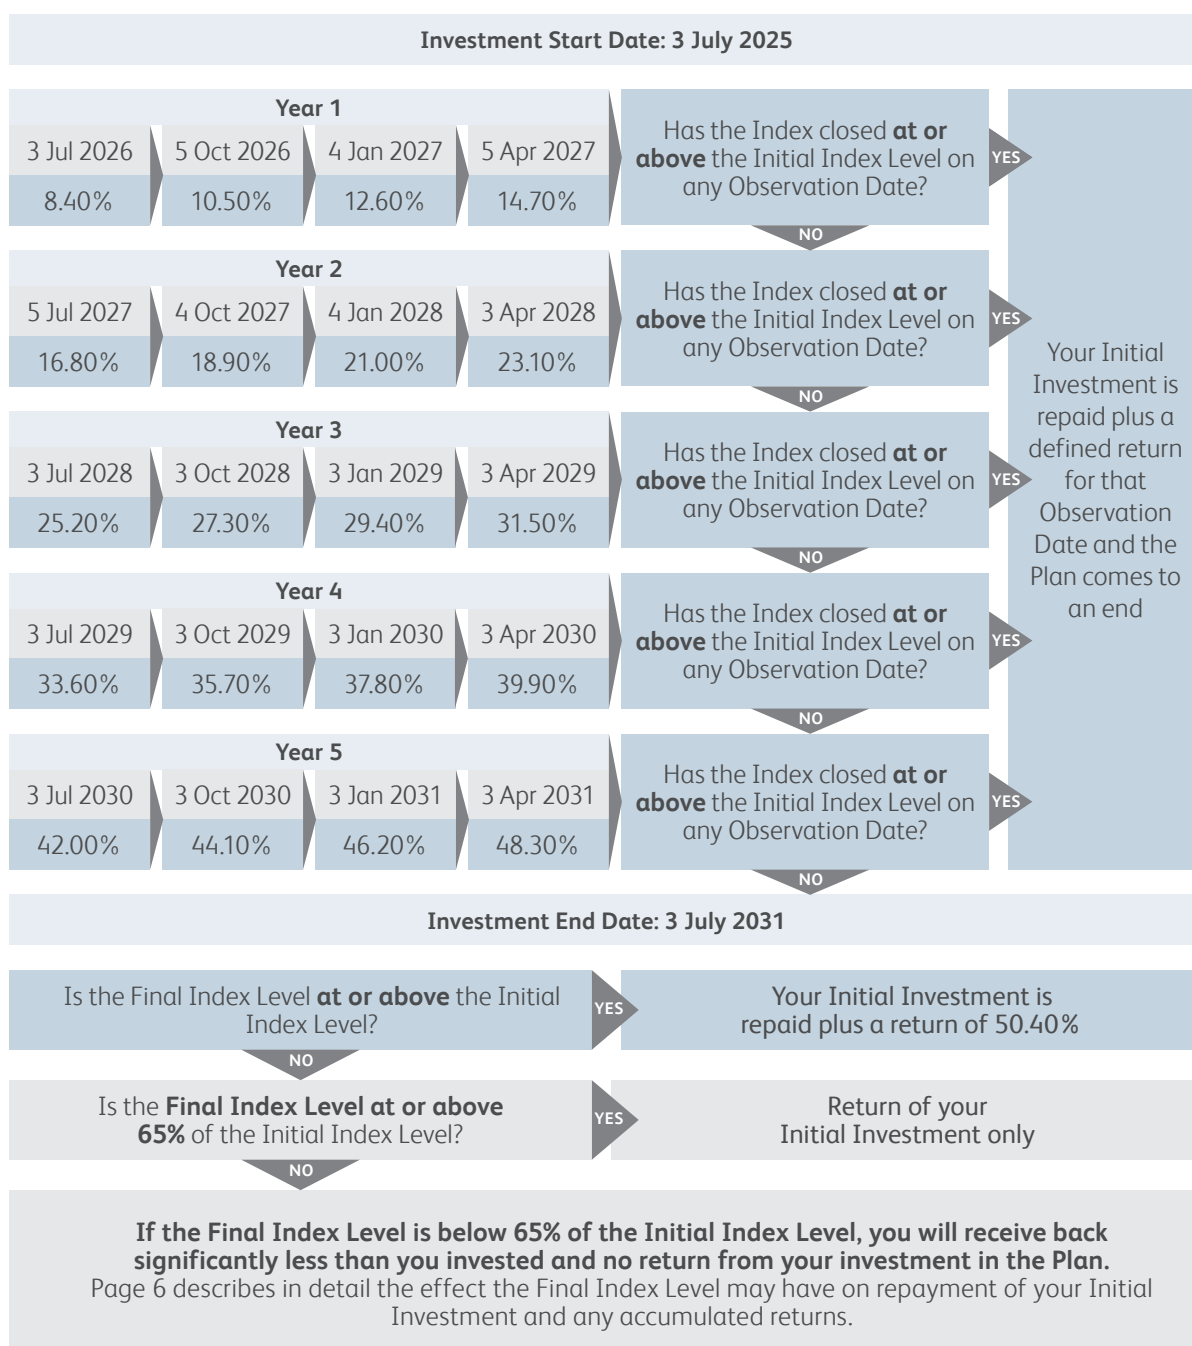 Investment Start Date: 3 July 2025
Year 1
3 Jul 2026 5 Oct 2026 4 Jan 2027 5 Apr 2027
8.40% 10.50% 12.60% 14.70%
Has the Index closed at or
above the Initial Index Level on
any Observation Date?
YES
NO
Year 2
5 Jul 2027 4 Oct 2027 4 Jan 2028 3 Apr 2028
16.80% 18.90% 21.00% 23.10%
Has the Index closed at or
above the Initial Index Level on
any Observation Date?
YES
NO
Year 3
3 Jul 2028 3 Oct 2028 3 Jan 2029 3 Apr 2029
25.20% 27.30% 29.40% 31.50%
Has the Index closed at or
above the Initial Index Level on
any Observation Date?
YES
NO
Year 4
3 Jul 2029 3 Oct 2029 3 Jan 2030 3 Apr 2030
33.60% 35.70% 37.80% 39.90%
Has the Index closed at or
above the Initial Index Level on
any Observation Date?
YES
NO
Year 5
3 Jul 2030 3 Oct 2030 3 Jan 2031 3 Apr 2031
42.00% 44.10% 46.20% 48.30%
Has the Index closed at or
above the Initial Index Level on
any Observation Date?
YES
NO
Your Initial
Investment is
repaid plus a
defined return
for that
Observation
Date and the
Plan comes to
an end
Investment End Date: 3 July 2031
Is the Final Index Level at or above the Initial
Index Level?
YES
Your Initial Investment is
repaid plus a return of 50.40%
NO
Is the Final Index Level at or above
65% of the Initial Index Level?
YES
Return of your
Initial Investment only
NO
If the Final Index Level is below 65% of the Initial Index Level, you will receive back
significantly less than you invested and no return from your investment in the Plan.
Page 6 describes in detail the effect the Final Index Level may have on repayment of your Initial
Investment and any accumulated returns.